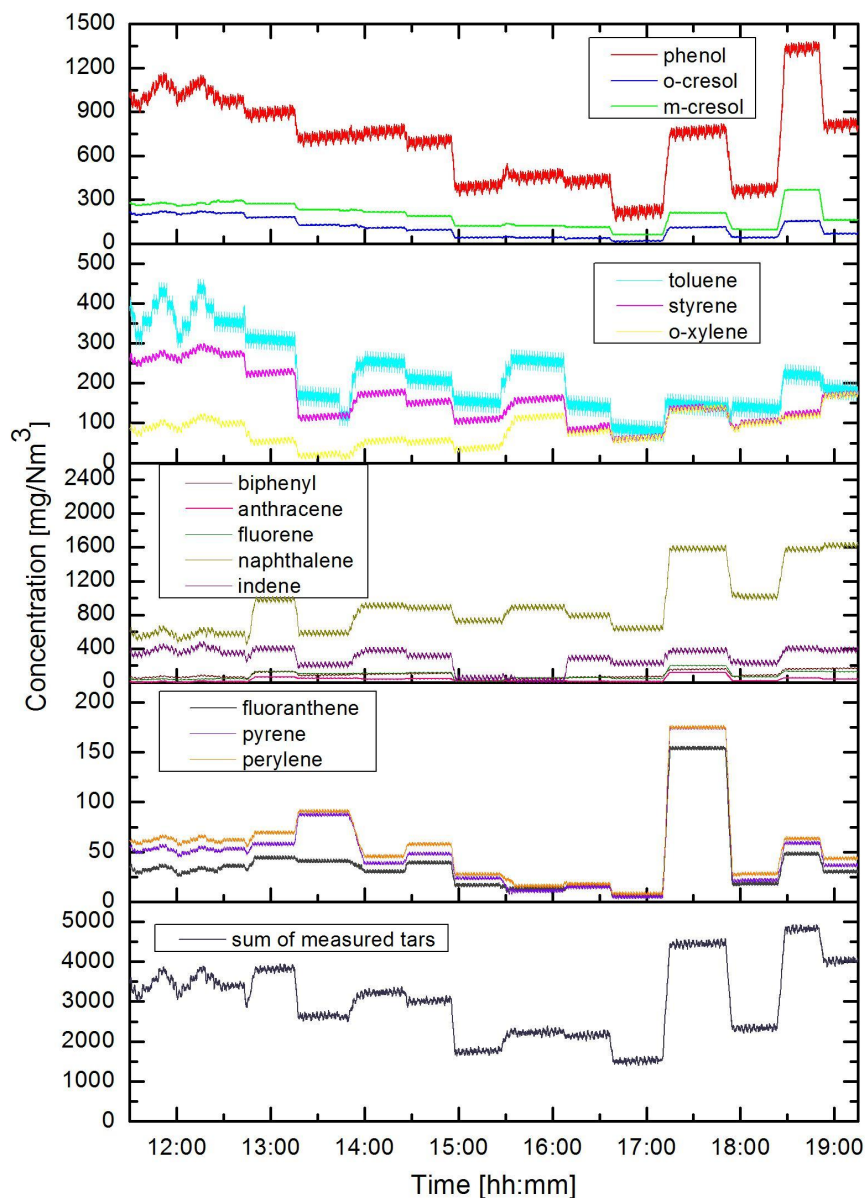 1500
1200
900
600
300
0
phenol
o-cresol
m-cresol
500
400
300
200
100
0
toluene
styrene
o-xylene
2400
2000
1600
1200
800
400
0
biphenyl
anthracene
fluorene
naphthalene
indene
200
150
100
50
0
fluoranthene
pyrene
perylene
5000
4000
3000
2000
1000
0
sum of measured tars
Concentration [mg/Nm³]
12:00 13:00 14:00 15:00 16:00 17:00 18:00 19:00
Time [hh:mm]